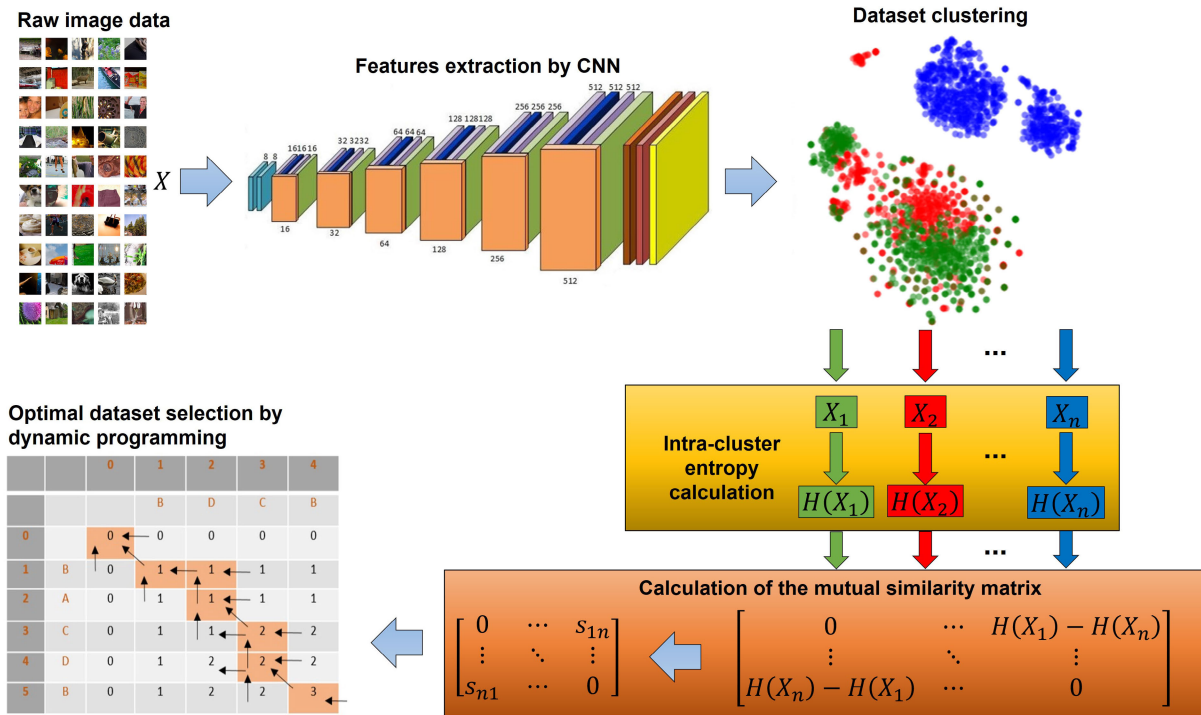 Raw image data
Features extraction by CNN
Dataset clustering
X
8 8 16 16 16 32 32 32 64 64 64 128 128 128 256 256 256 512 512 512
16 32 64 128 256 512
...
X₁ X₂ Xₙ
Intra-cluster
entropy
calculation
...
H(X₁) H(X₂) H(Xₙ)
...
Calculation of the mutual similarity matrix
0 ⋯ s₁ₙ
⋮ ⋱ ⋮
sₙ₁ ⋯ 0
0 ⋯ H(X₁) − H(Xₙ)
⋮ ⋱ ⋮
H(Xₙ) − H(X₁) ⋯ 0
Optimal dataset selection by
dynamic programming
0 1 2 3 4
B D C B
0 0 0 0 0 0
1 B 0 1 1 1 1
2 A 0 1 1 1 1
3 C 0 1 1 2 2
4 D 0 1 2 2 2
5 B 0 1 2 2 3